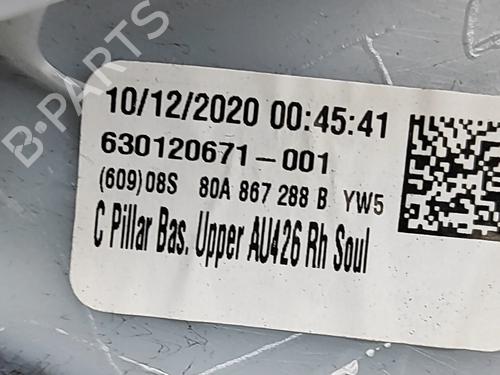 B-PARTS
10/12/2020 00:45:41
630120671-001
(609)08S 80A 867 288 B YW5
C Pillar Bas. Upper AU426 Rh Soul